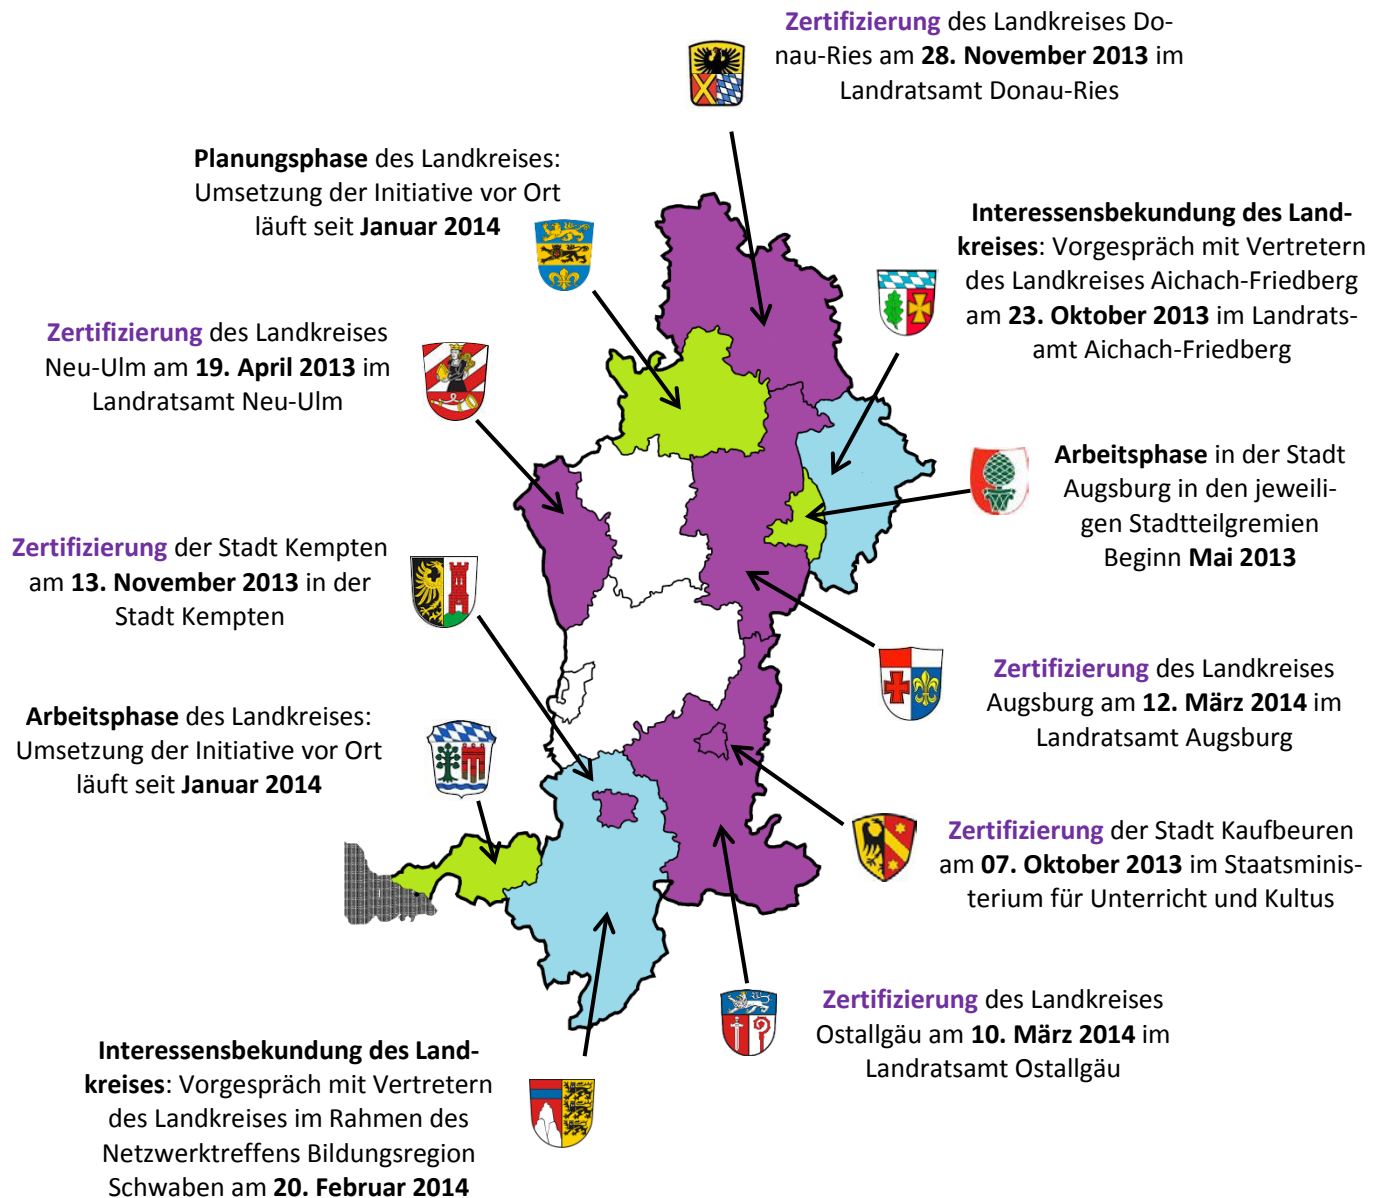 Zertifizierung des Landkreises Do-
nau-Ries am 28. November 2013 im
Landratsamt Donau-Ries
Planungsphase des Landkreises:
Umsetzung der Initiative vor Ort
läuft seit Januar 2014
Interessensbekundung des Land-
kreises: Vorgespräch mit Vertretern
des Landkreises Aichach-Friedberg
am 23. Oktober 2013 im Landrats-
amt Aichach-Friedberg
Zertifizierung des Landkreises
Neu-Ulm am 19. April 2013 im
Landratsamt Neu-Ulm
Arbeitsphase in der Stadt
Augsburg in den jeweili-
gen Stadtteilgremien
Beginn Mai 2013
Zertifizierung der Stadt Kempten
am 13. November 2013 in der
Stadt Kempten
Zertifizierung des Landkreises
Augsburg am 12. März 2014 im
Landratsamt Augsburg
Arbeitsphase des Landkreises:
Umsetzung der Initiative vor Ort
läuft seit Januar 2014
Zertifizierung der Stadt Kaufbeuren
am 07. Oktober 2013 im Staatsminis-
terium für Unterricht und Kultus
Zertifizierung des Landkreises
Ostallgäu am 10. März 2014 im
Landratsamt Ostallgäu
Interessensbekundung des Land-
kreises: Vorgespräch mit Vertretern
des Landkreises im Rahmen des
Netzwerktreffens Bildungsregion
Schwaben am 20. Februar 2014